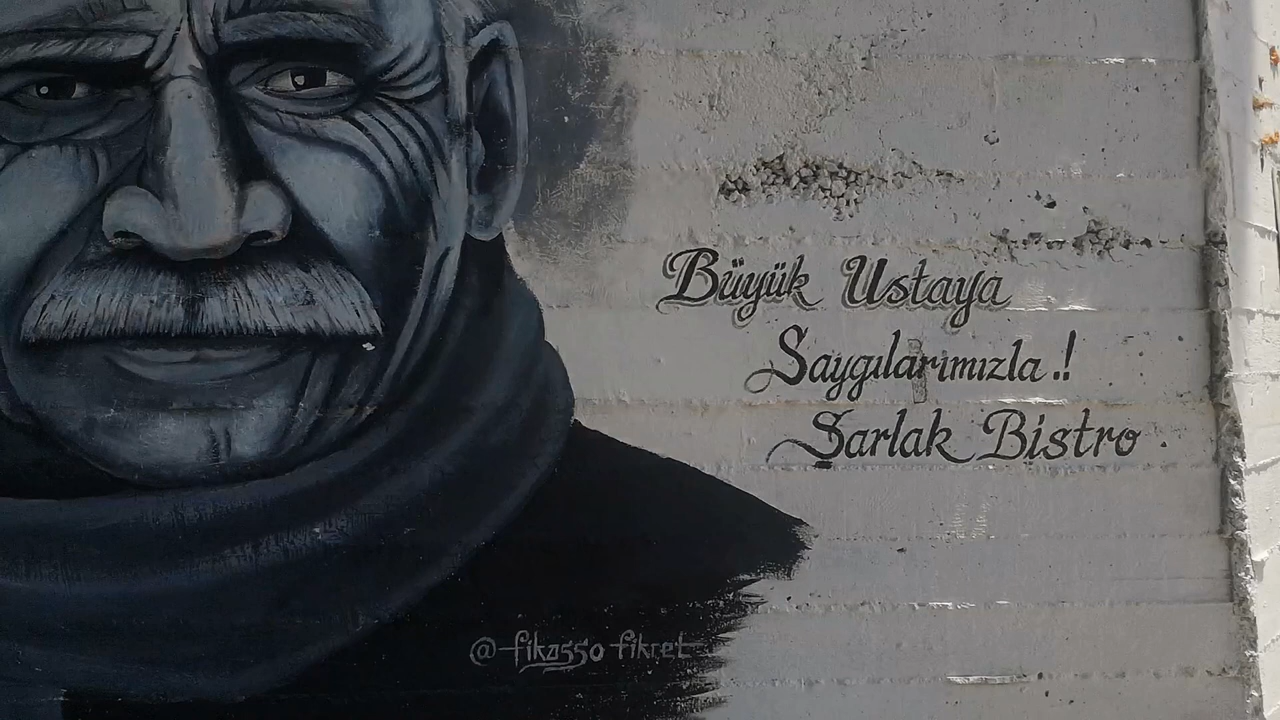 Büyük Ustaya
Saygılarımızla.!
Şarlak Bistro.
@fikasso fikret